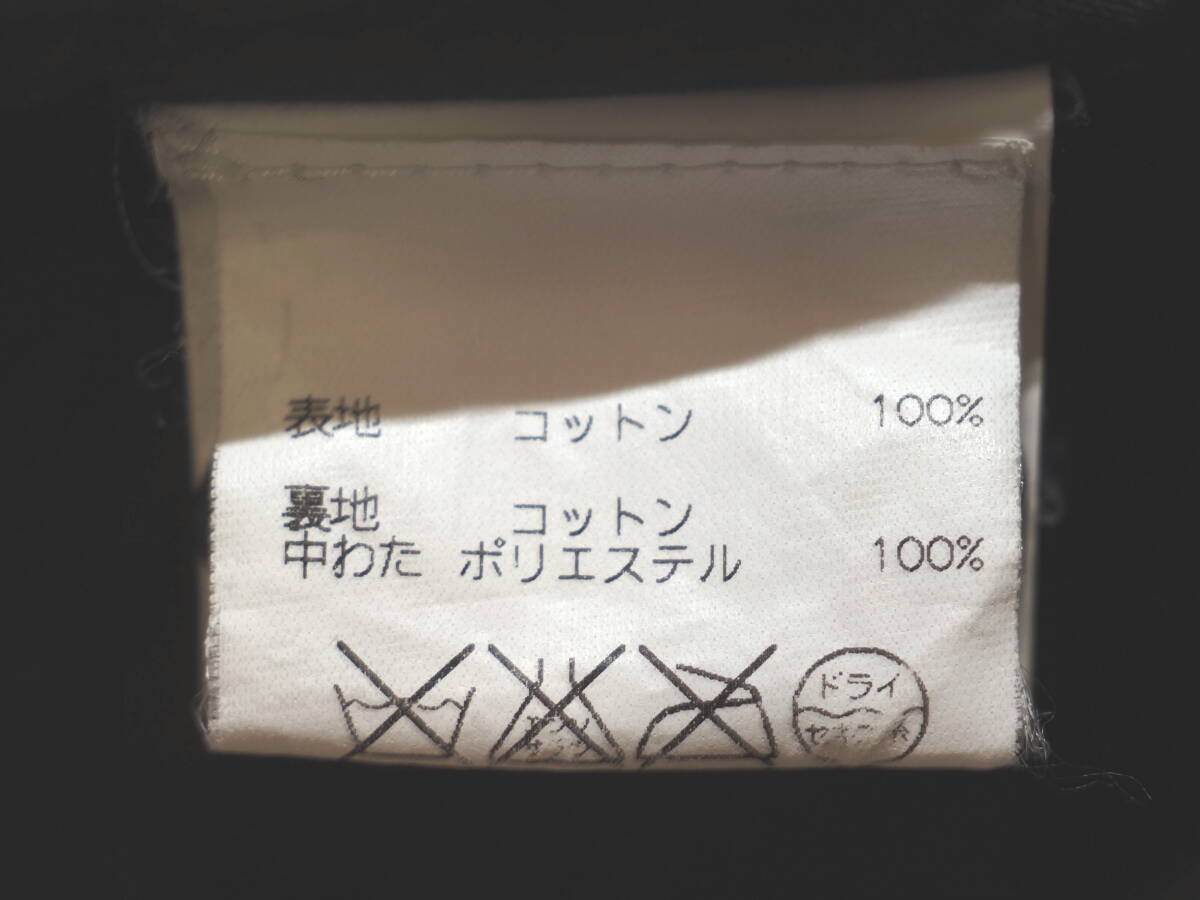 表地 コットン 100%
裏地 コットン
中わた ポリエステル 100%
ドライ